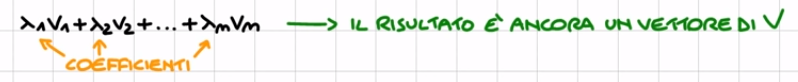 λ1V1+λ2V2+...+λmVm → IL RISULTATO È ANCORA UN VETTORE DI V
COEFFICIENTI